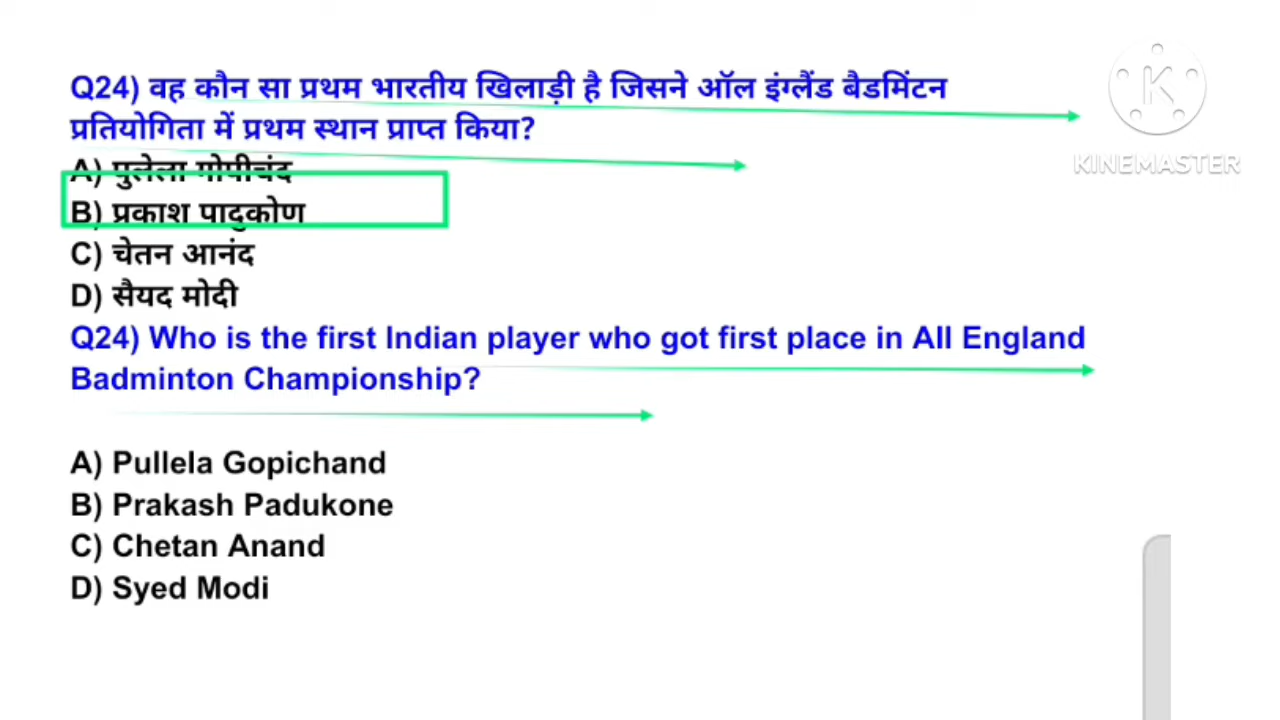 Q24) वह कौन सा प्रथम भारतीय खिलाड़ी है जिसने ऑल इंग्लैंड बैडमिंटन
प्रतियोगिता में प्रथम स्थान प्राप्त किया?
A) पुलेला गोपीचंद
B) प्रकाश पादुकोण
C) चेतन आनंद
D) सैयद मोदी
Q24) Who is the first Indian player who got first place in All England
Badminton Championship?
A) Pullela Gopichand
B) Prakash Padukone
C) Chetan Anand
D) Syed Modi
K
KINEMASTER